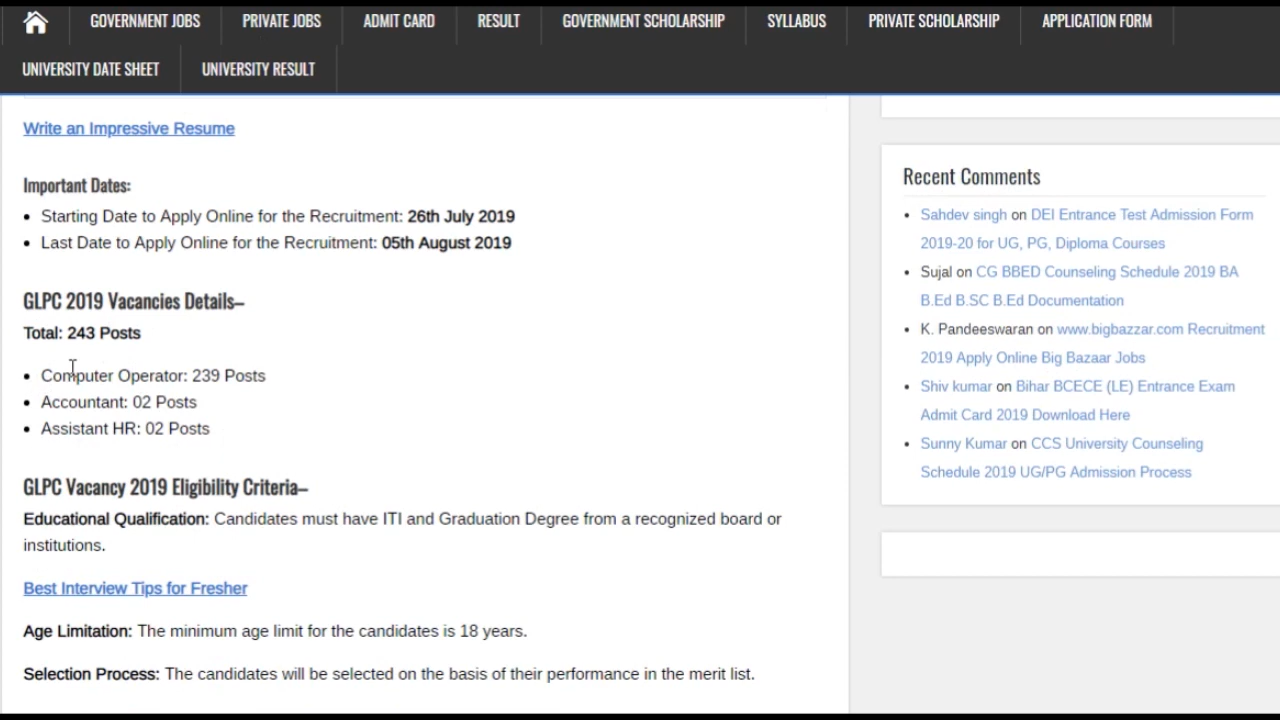 GOVERNMENT JOBS PRIVATE JOBS ADMIT CARD RESULT GOVERNMENT SCHOLARSHIP SYLLABUS PRIVATE SCHOLARSHIP APPLICATION FORM
UNIVERSITY DATE SHEET UNIVERSITY RESULT
Write an Impressive Resume
Important Dates:
• Starting Date to Apply Online for the Recruitment: 26th July 2019
• Last Date to Apply Online for the Recruitment: 05th August 2019
GLPC 2019 Vacancies Details–
Total: 243 Posts
• Computer Operator: 239 Posts
• Accountant: 02 Posts
• Assistant HR: 02 Posts
GLPC Vacancy 2019 Eligibility Criteria–
Educational Qualification: Candidates must have ITI and Graduation Degree from a recognized board or
institutions.
Best Interview Tips for Fresher
Age Limitation: The minimum age limit for the candidates is 18 years.
Selection Process: The candidates will be selected on the basis of their performance in the merit list.
Recent Comments
• Sahdev singh on DEI Entrance Test Admission Form
2019-20 for UG, PG, Diploma Courses
• Sujal on CG BBED Counseling Schedule 2019 BA
B.Ed B.SC B.Ed Documentation
• K. Pandeeswaran on www.bigbazzar.com Recruitment
2019 Apply Online Big Bazaar Jobs
• Shiv kumar on Bihar BCECE (LE) Entrance Exam
Admit Card 2019 Download Here
• Sunny Kumar on CCS University Counseling
Schedule 2019 UG/PG Admission Process